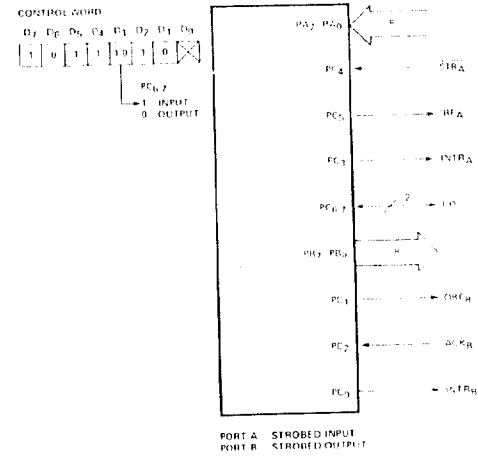 CONTROL WORD
D7 D6 D5 D4 D3 D2 D1 D0
1 0 1 1 1/0 1 0
PC6,7
1 INPUT
0 OUTPUT
PA7 PA0
8
PC4
STRA
PC5
IBFA
PC3
INTRA
PC6,7
2
I/O
PB7 PB0
8
PC1
OBFB
PC2
ACKB
PC0
INTRB
PORT A STROBED INPUT
PORT B STROBED OUTPUT